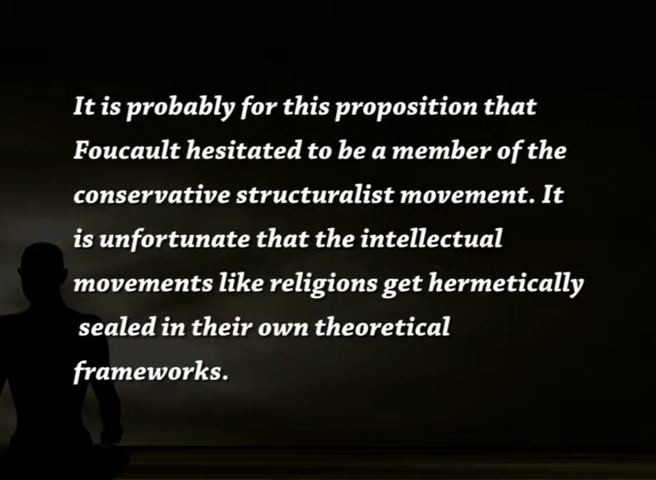 It is probably for this proposition that
Foucault hesitated to be a member of the
conservative structuralist movement. It
is unfortunate that the intellectual
movements like religions get hermetically
sealed in their own theoretical
frameworks.